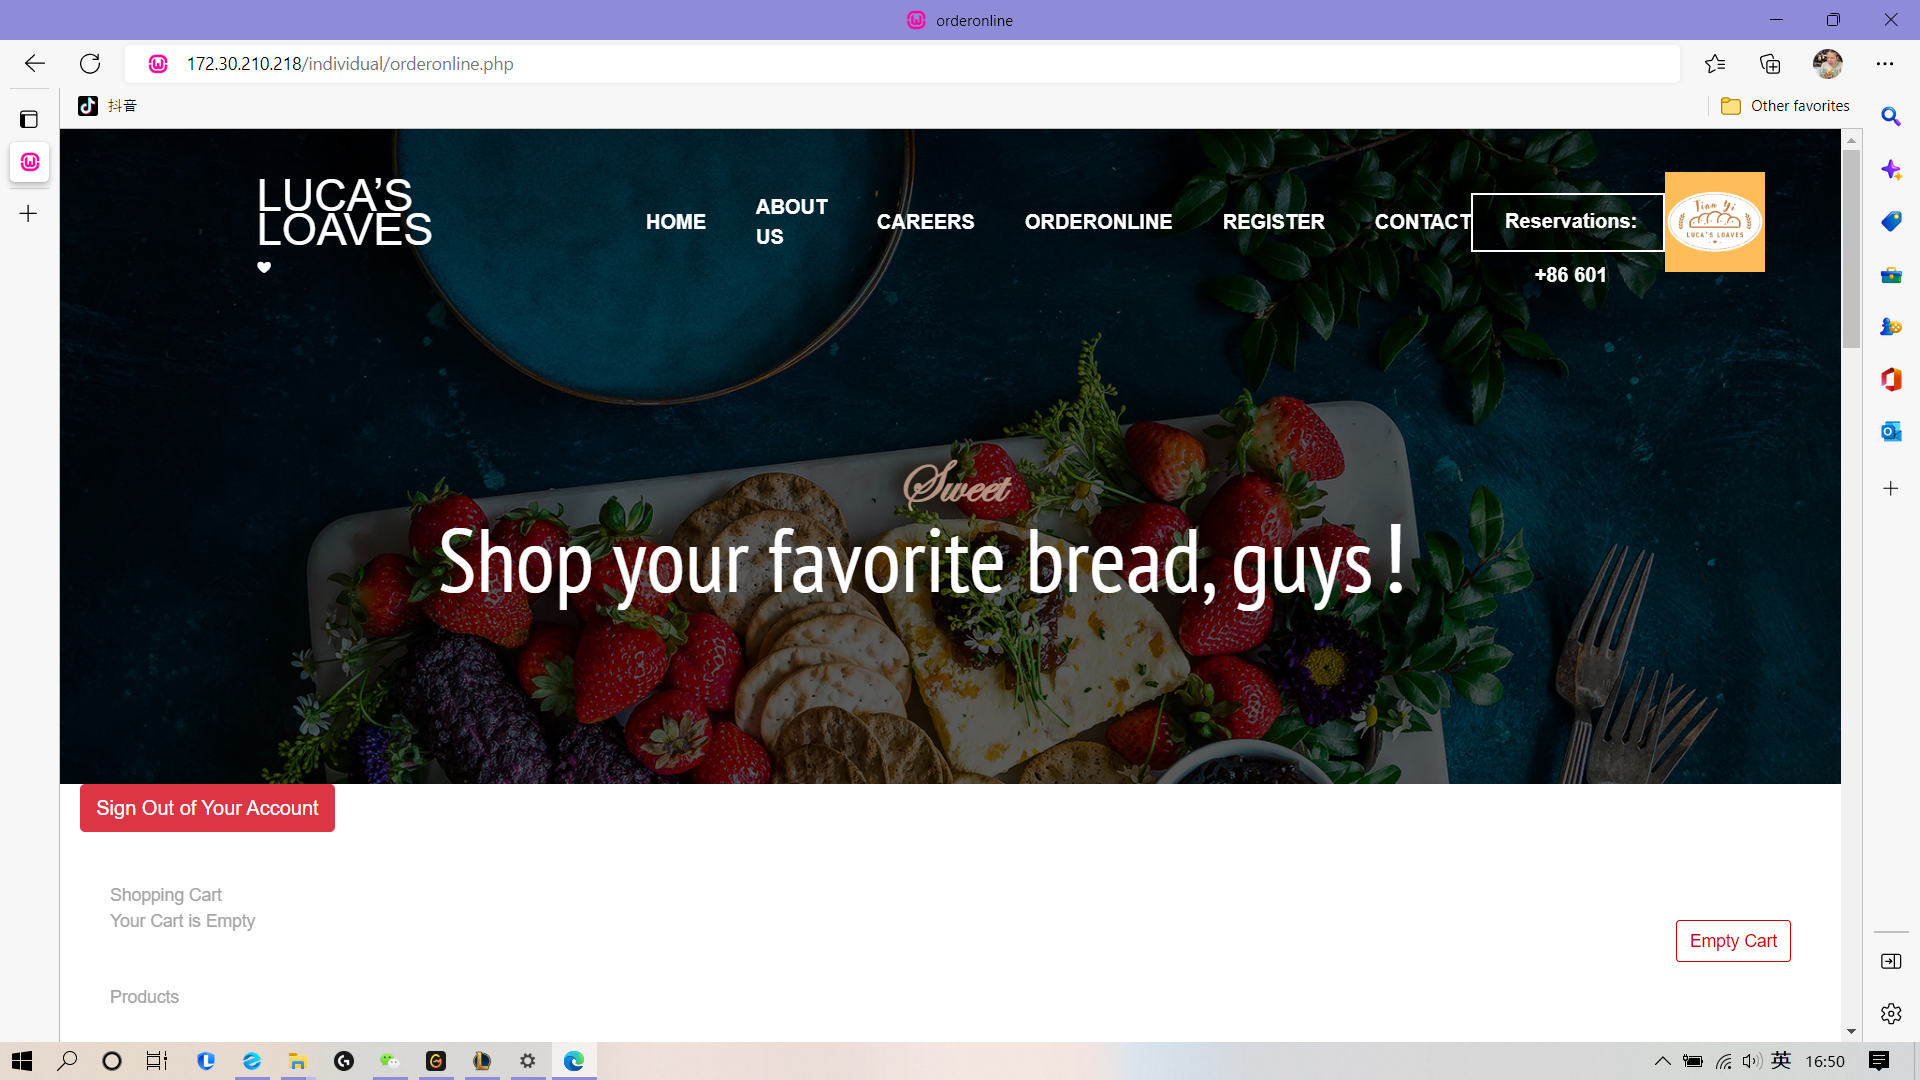 orderonline
172.30.210.218/individual/orderonline.php
抖音
Other favorites
LUCA’S
LOAVES
HOME
ABOUT
US
CAREERS
ORDERONLINE
REGISTER
CONTACT
Reservations:
+86 601
Tian Yi
LUCA'S LOAVES
Sweet
Shop your favorite bread, guys！
Sign Out of Your Account
Shopping Cart
Your Cart is Empty
Empty Cart
Products
英
16:50